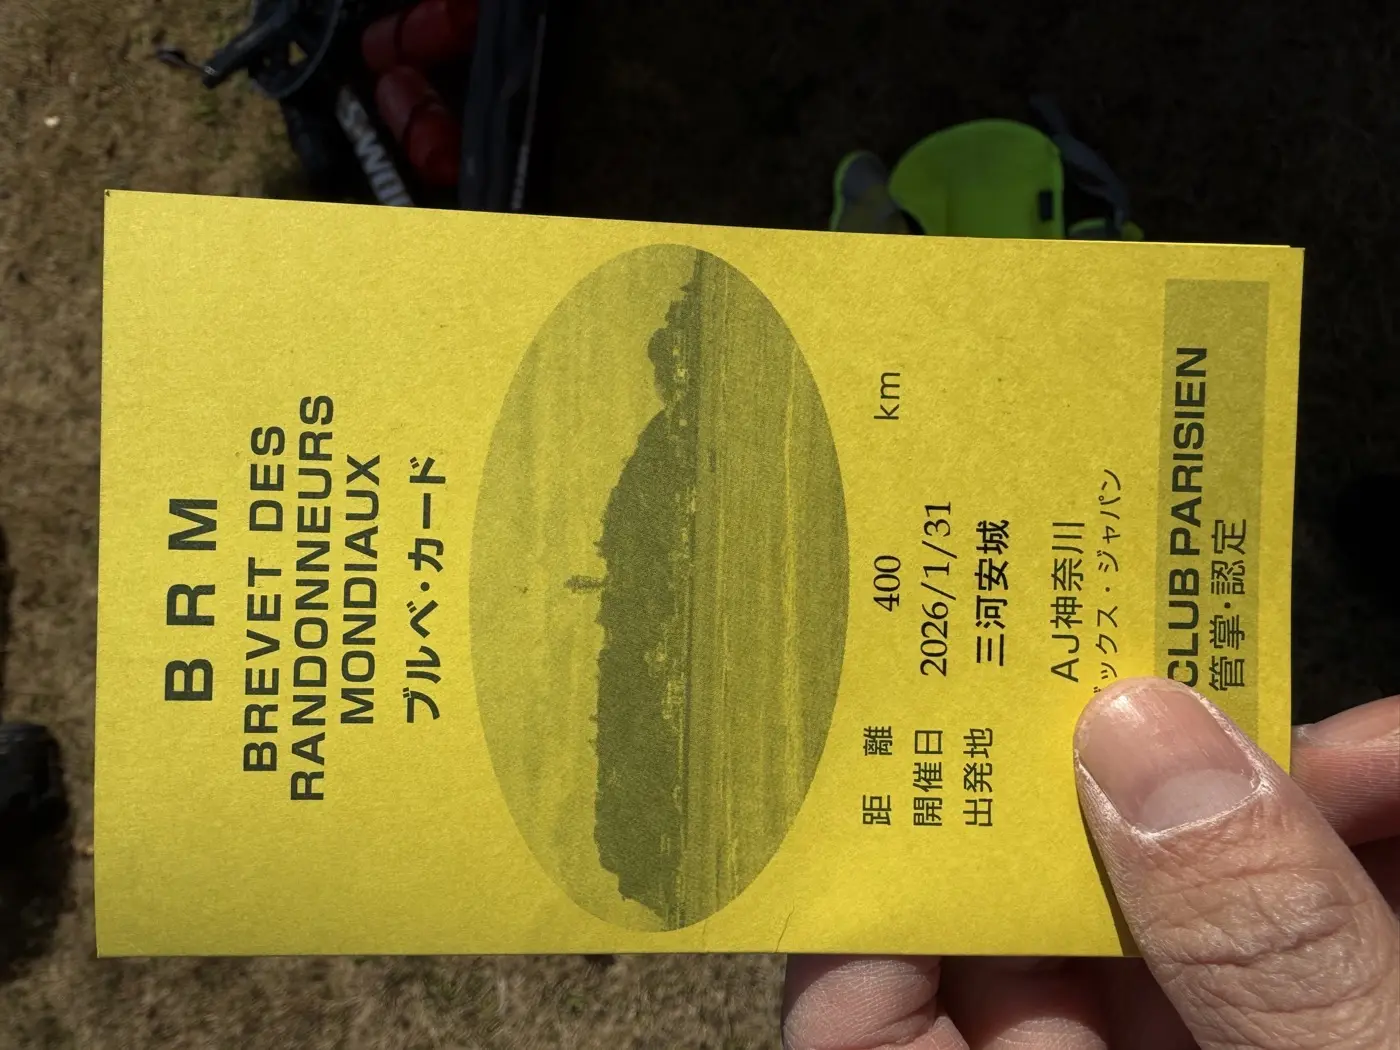 B R M
BREVET DES
RANDONNEURS
MONDIAUX
ブルベ・カード
距 離 400 km
開催日 2026/1/31
出発地 三河安城
AJ神奈川
ックス・ジャパン
CLUB PARISIEN
管掌・認定